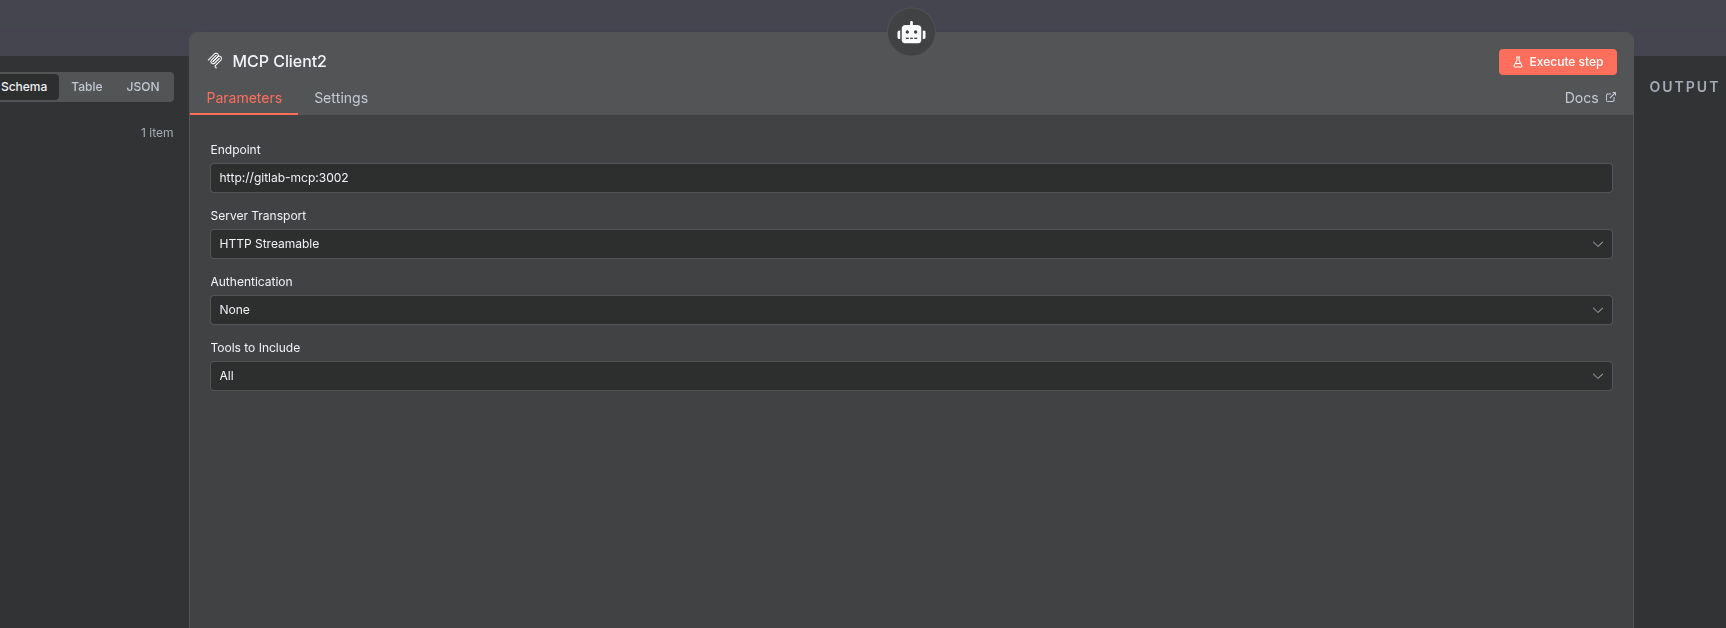 MCP Client2
Execute step
Schema
Table
JSON
OUTPUT
Parameters
Settings
Docs
1 item
Endpoint
http://gitlab-mcp:3002
Server Transport
HTTP Streamable
Authentication
None
Tools to Include
All